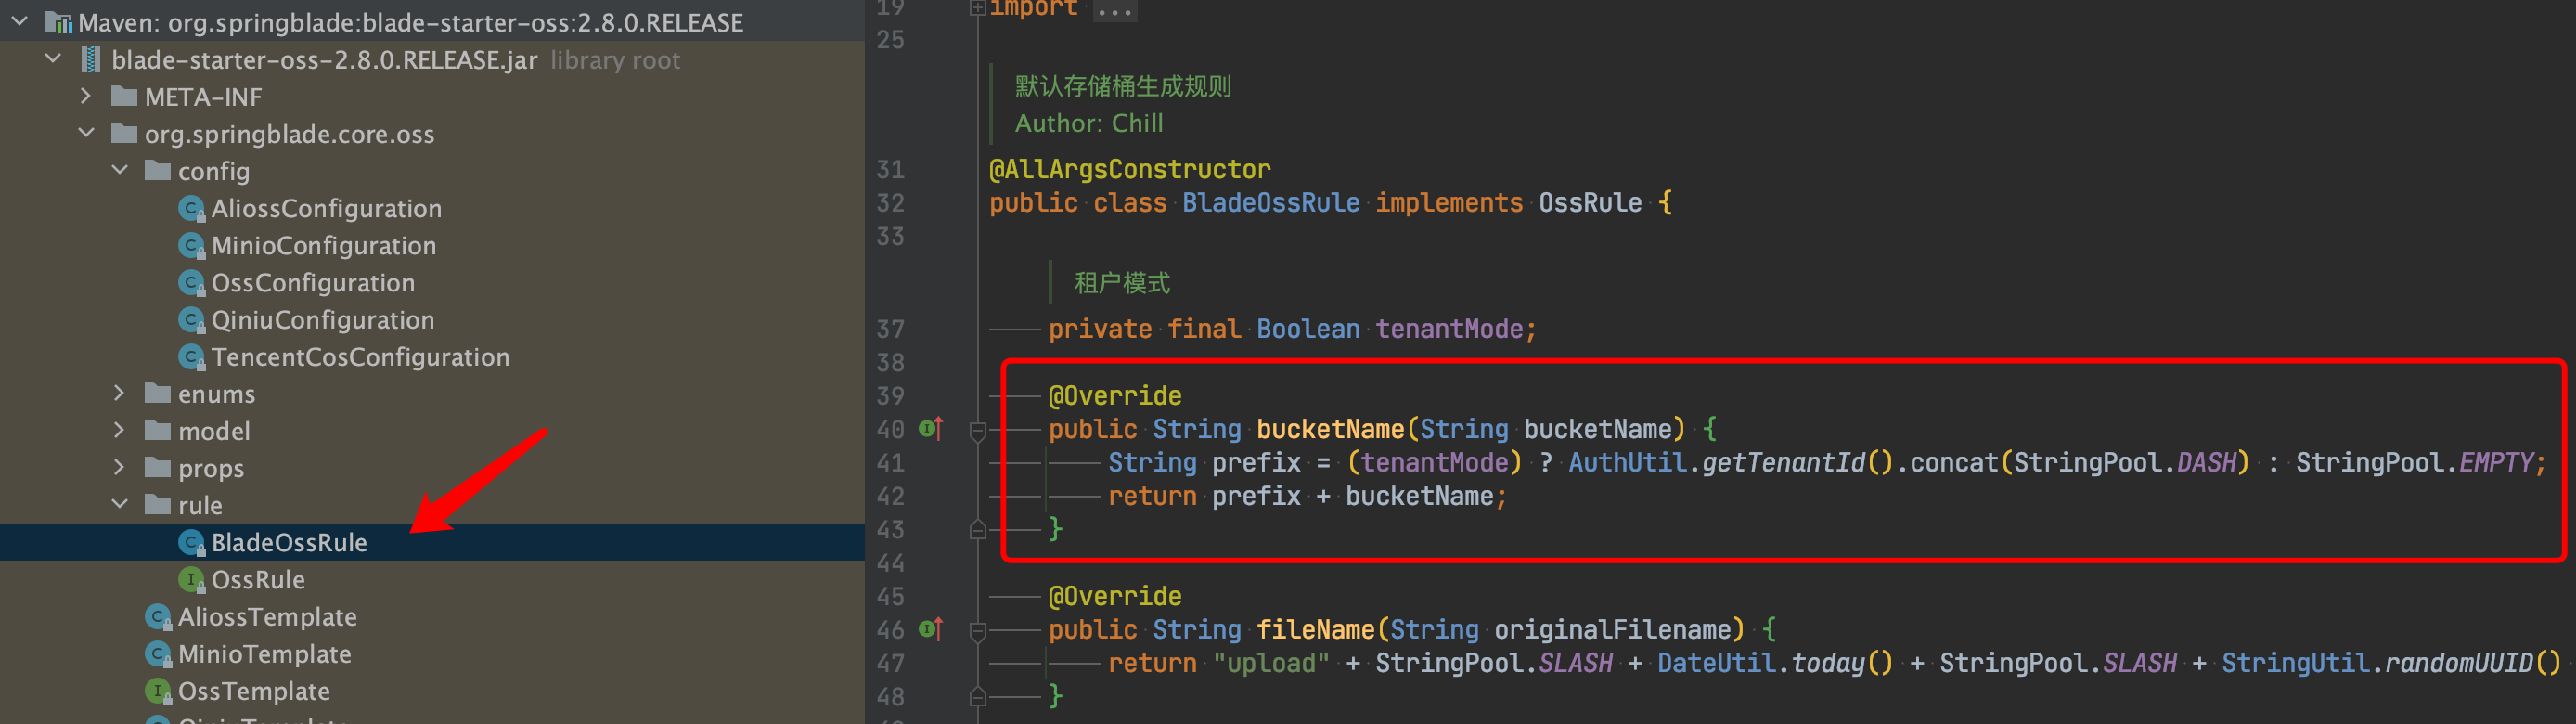 Maven: org.springblade:blade-starter-oss:2.8.0.RELEASE
blade-starter-oss-2.8.0.RELEASE.jar library root
META-INF
org.springblade.core.oss
config
AliossConfiguration
MinioConfiguration
OssConfiguration
QiniuConfiguration
TencentCosConfiguration
enums
model
props
rule
BladeOssRule
OssRule
AliossTemplate
MinioTemplate
OssTemplate
QiniuTemplate
19 import ...
25
默认存储桶生成规则
Author: Chill
31 @AllArgsConstructor
32 public class BladeOssRule implements OssRule {
33
租户模式
37 private final Boolean tenantMode;
38
39 @Override
40 public String bucketName(String bucketName) {
41 String prefix = (tenantMode) ? AuthUtil.getTenantId().concat(StringPool.DASH) : StringPool.EMPTY;
42 return prefix + bucketName;
43 }
44
45 @Override
46 public String fileName(String originalFilename) {
47 return "upload" + StringPool.SLASH + DateUtil.today() + StringPool.SLASH + StringUtil.randomUUID()
48 }